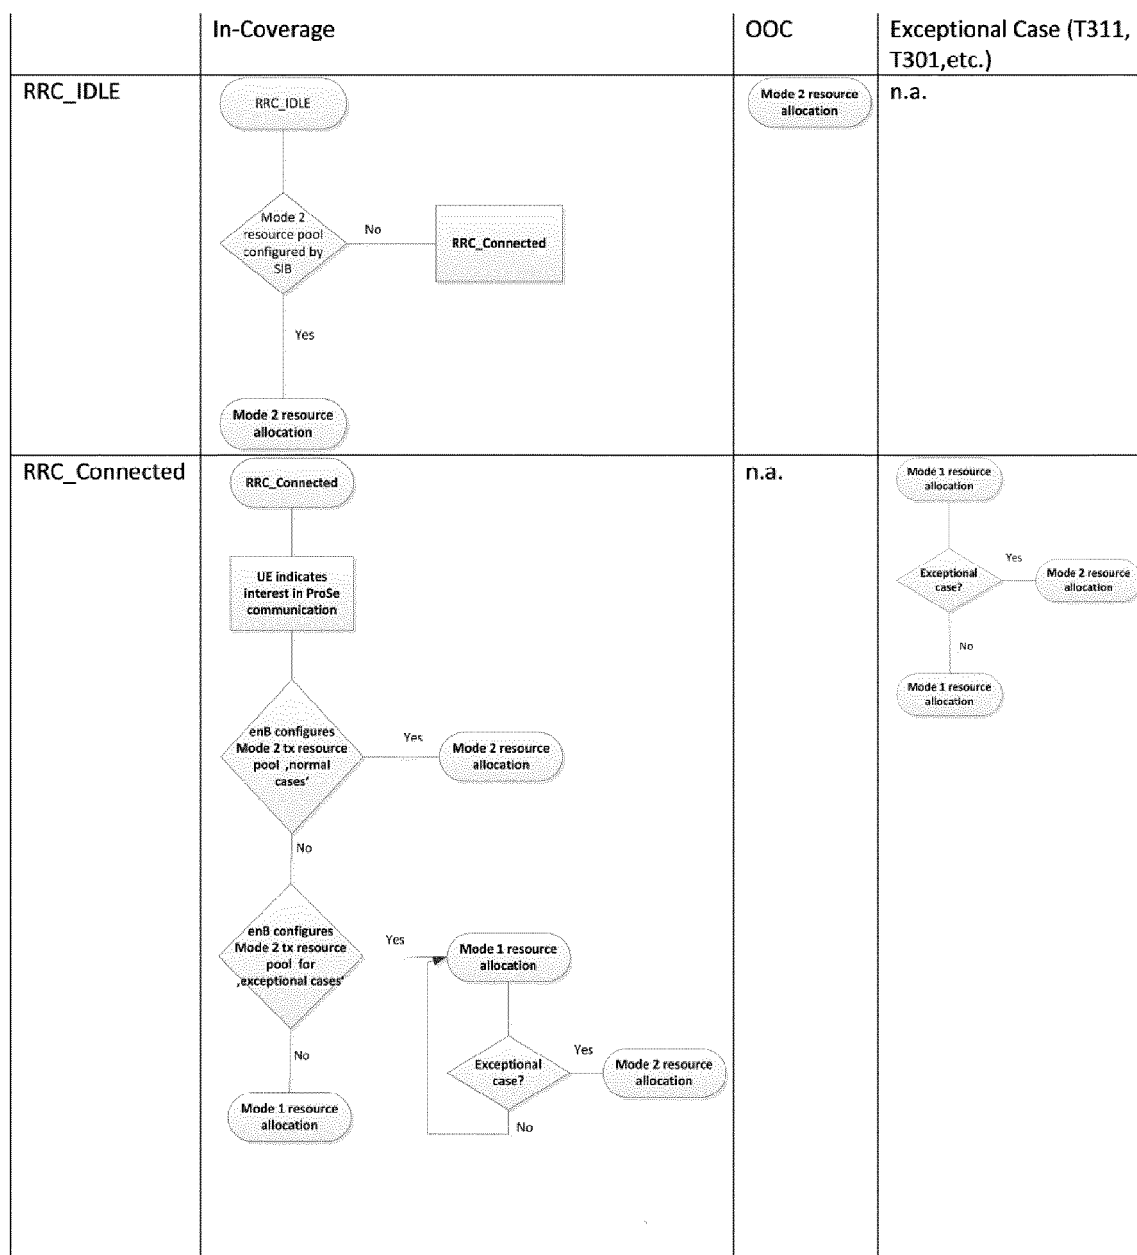 In-Coverage
OOC
Exceptional Case (T311,
T301,etc.)
RRC_IDLE
RRC_IDLE
Mode 2
resource pool
configured by
SIB
No
RRC_Connected
Yes
Mode 2 resource
allocation
Mode 2 resource
allocation
n.a.
RRC_Connected
RRC_Connected
UE indicates
interest in ProSe
communication
enB configures
Mode 2 tx resource
pool ‚normal
cases‘
Yes
Mode 2 resource
allocation
No
enB configures
Mode 2 tx resource
pool for
‚exceptional cases‘
Yes
Mode 1 resource
allocation
Exceptional
case?
Yes
Mode 2 resource
allocation
No
No
Mode 1 resource
allocation
n.a.
Mode 1 resource
allocation
Exceptional
case?
Yes
Mode 2 resource
allocation
No
Mode 1 resource
allocation